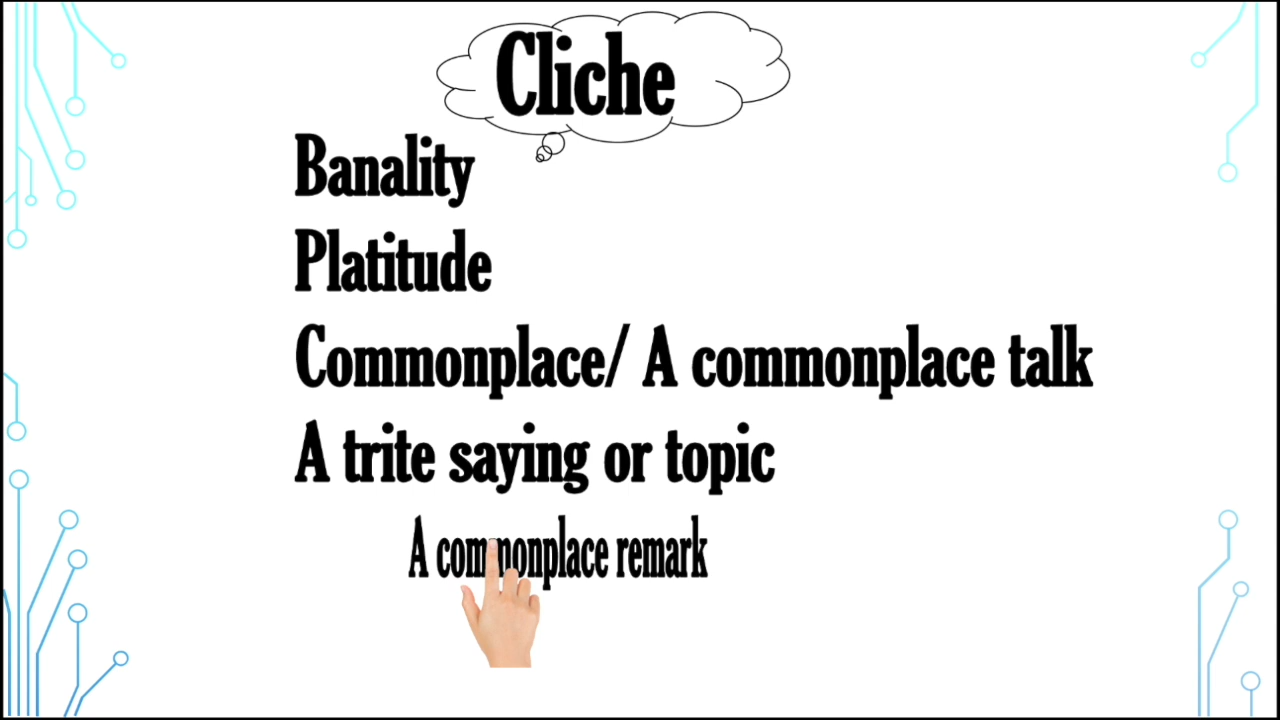 Cliche
Banality
Platitude
Commonplace/ A commonplace talk
A trite saying or topic
A commonplace remark